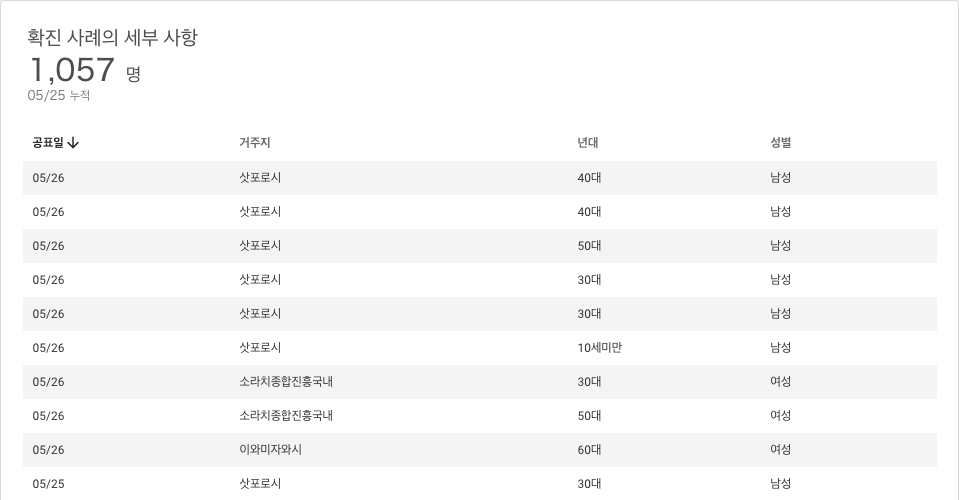 확진 사례의 세부 사항
1,057 명
05/25 누적
공표일 거주지 년대 성별
05/26 삿포로시 40대 남성
05/26 삿포로시 40대 남성
05/26 삿포로시 50대 남성
05/26 삿포로시 30대 남성
05/26 삿포로시 30대 남성
05/26 삿포로시 10세미만 남성
05/26 소라치종합진흥국내 30대 여성
05/26 소라치종합진흥국내 50대 여성
05/26 이와미자와시 60대 여성
05/25 삿포로시 30대 남성